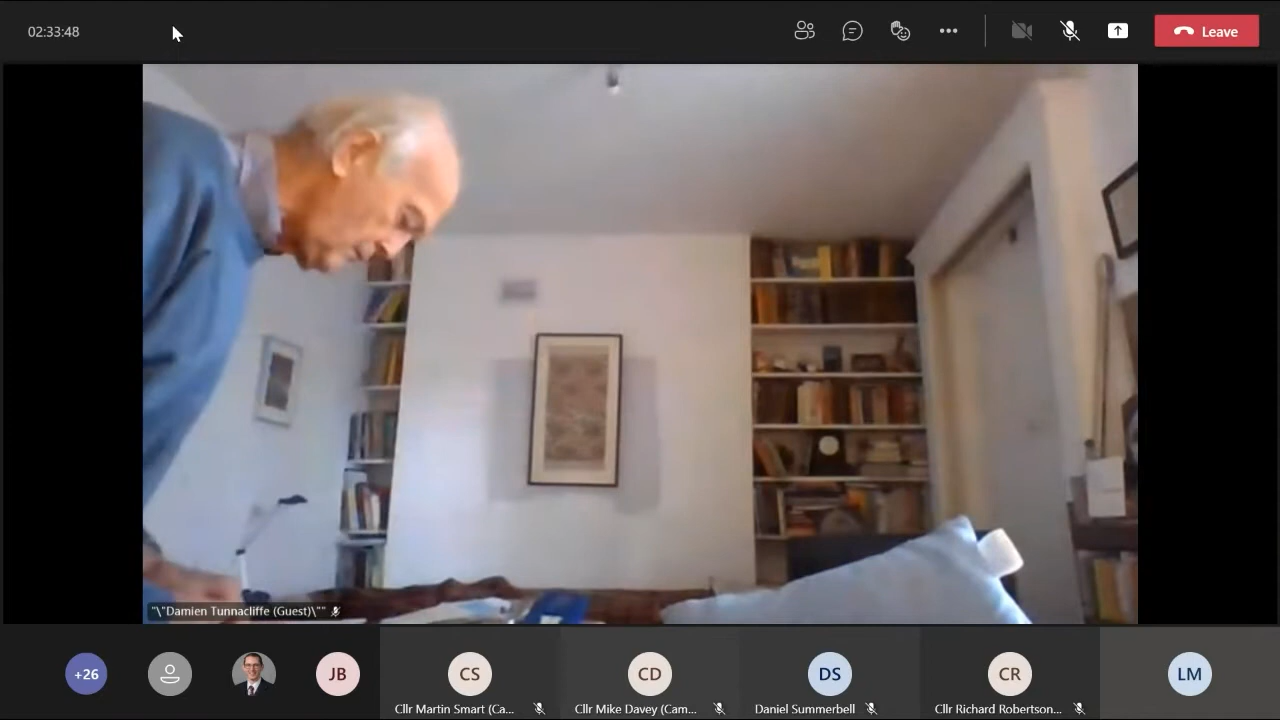 02:33:48
Leave
"\"Damien Tunnacliffe (Guest)\""
+26
JB
CS
CD
DS
CR
LM
Cllr Martin Smart (Ca...
Cllr Mike Davey (Cam...
Daniel Summerbell
Cllr Richard Robertson...